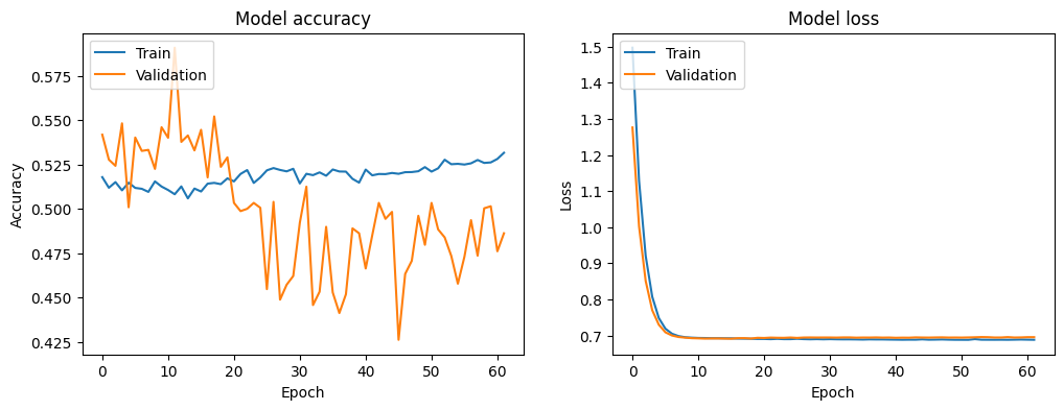 Model accuracy
Train
Validation
0.575
0.550
0.525
0.500
0.475
0.450
0.425
Accuracy
0 10 20 30 40 50 60
Epoch
Model loss
Train
Validation
1.5
1.4
1.3
1.2
1.1
1.0
0.9
0.8
0.7
Loss
0 10 20 30 40 50 60
Epoch